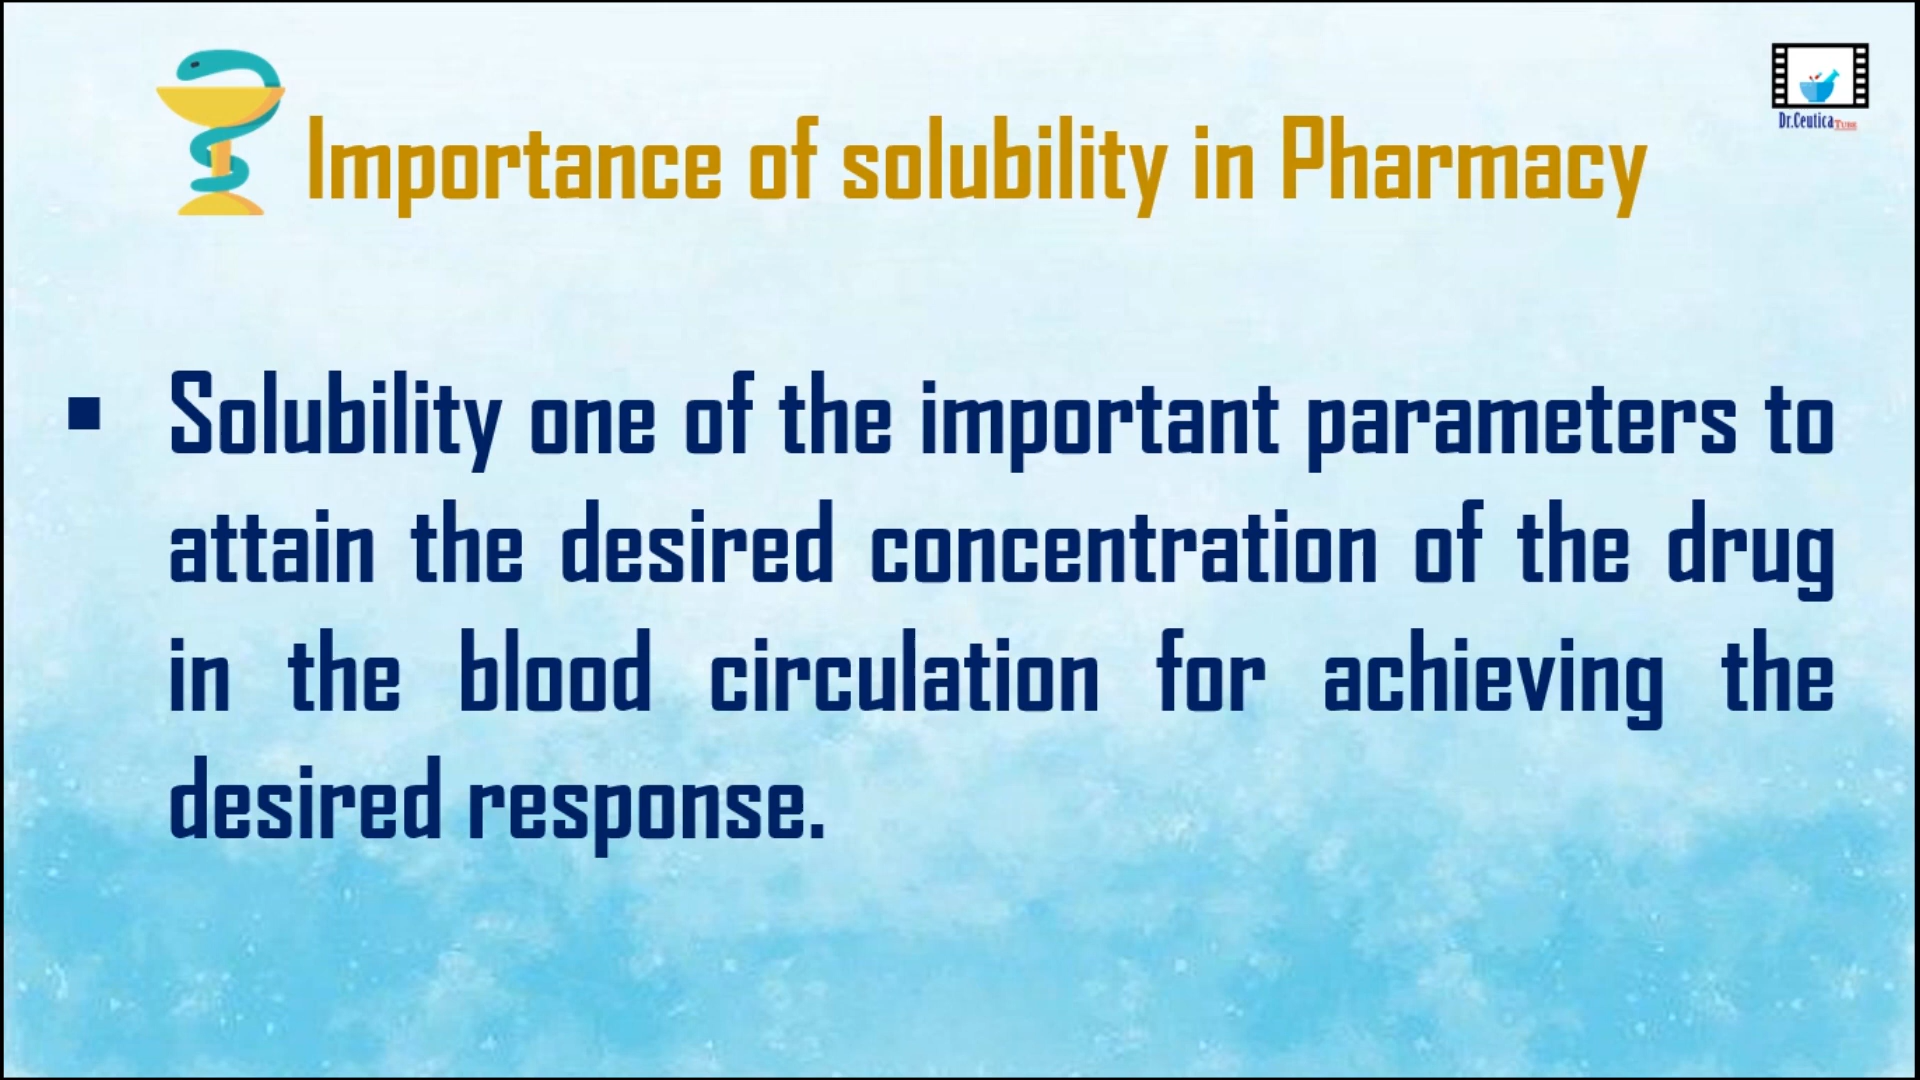 Dr.Ceutica Tube
Importance of solubility in Pharmacy
▪ Solubility one of the important parameters to
attain the desired concentration of the drug
in the blood circulation for achieving the
desired response.